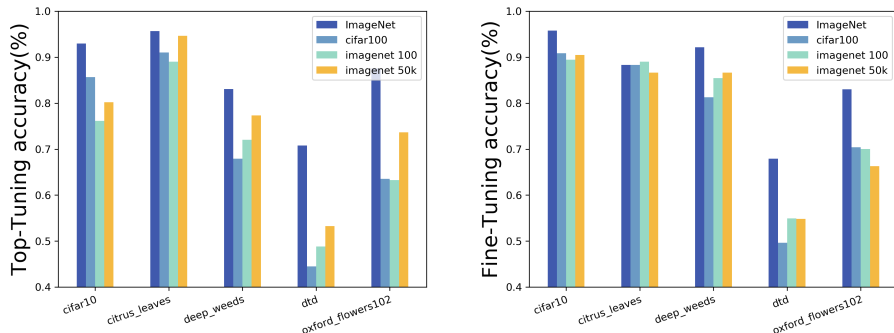 Top-Tuning accuracy(%)
1.0
0.9
0.8
0.7
0.6
0.5
0.4
ImageNet
cifar100
imagenet 100
imagenet 50k
cifar10
citrus_leaves
deep_weeds
dtd
oxford_flowers102
Fine-Tuning accuracy(%)
1.0
0.9
0.8
0.7
0.6
0.5
0.4
ImageNet
cifar100
imagenet 100
imagenet 50k
cifar10
citrus_leaves
deep_weeds
dtd
oxford_flowers102